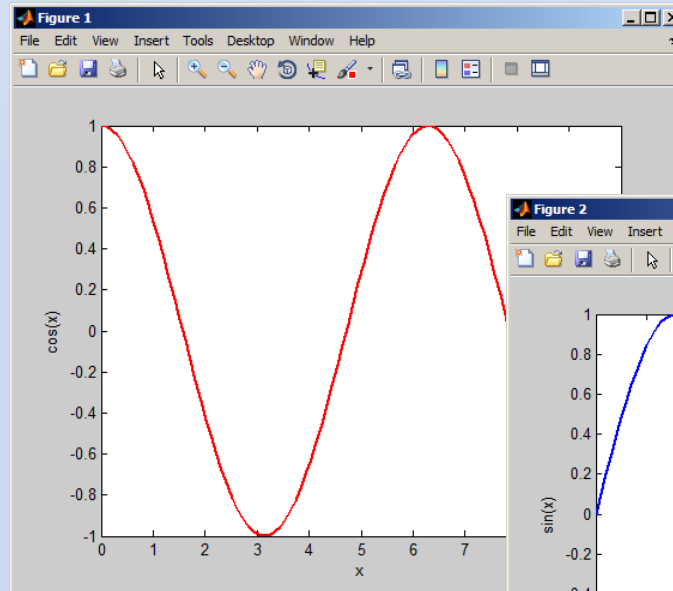 Figure 1
File Edit View Insert Tools Desktop Window Help
1
0.8
0.6
0.4
0.2
0
-0.2
-0.4
-0.6
-0.8
-1
cos(x)
0 1 2 3 4 5 6 7
x
Figure 2
File Edit View Insert
1
0.8
0.6
0.4
0.2
0
-0.2
sin(x)